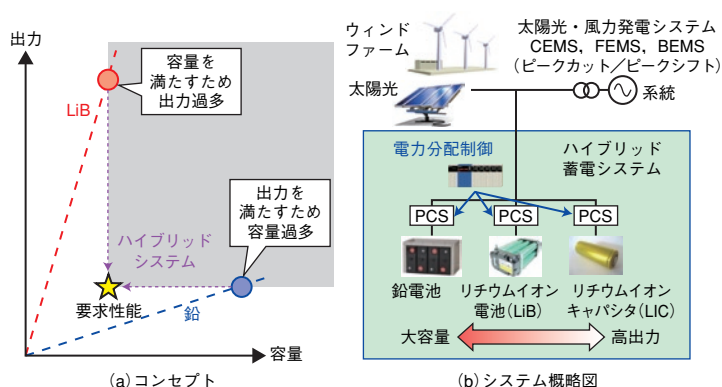 出力
容量を
満たすため
出力過多
LiB
出力を
満たすため
容量過多
ハイブリッド
システム
要求性能
鉛
容量
(a)コンセプト
ウィンド
ファーム
太陽光・風力発電システム
CEMS,FEMS,BEMS
(ピークカット/ピークシフト)
太陽光
系統
電力分配制御
ハイブリッド
蓄電システム
PCS
PCS
PCS
鉛電池
リチウムイオン
電池(LiB)
リチウムイオン
キャパシタ(LIC)
大容量
高出力
(b)システム概略図